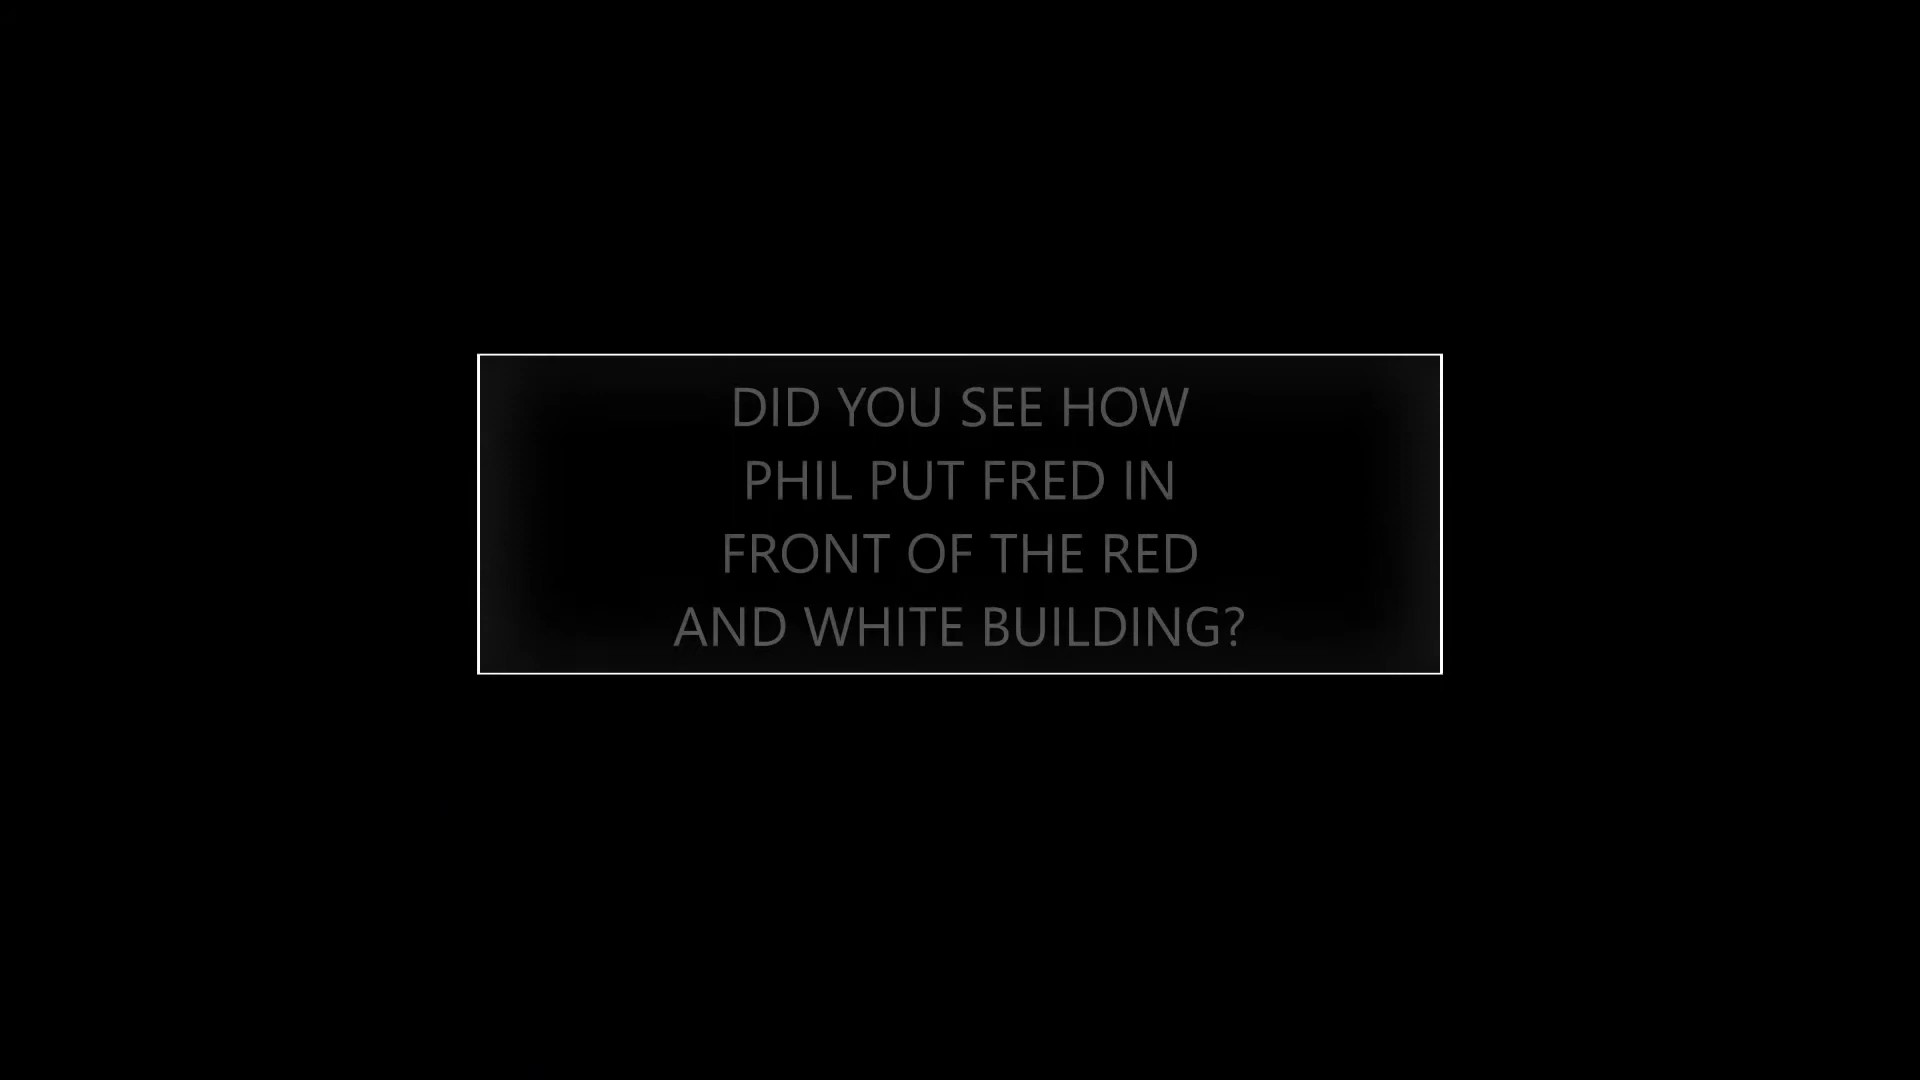 DID YOU SEE HOW
PHIL PUT FRED IN
FRONT OF THE RED
AND WHITE BUILDING?